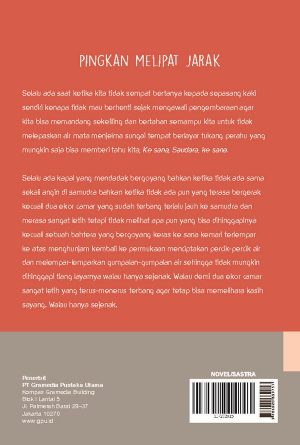 PINGKAN MELIPAT JARAK
Selalu ada saat ketika kita tidak sempat bertanya kepada sepasang kaki
sendiri kenapa tidak mau berhenti sejak mengawali pengembaraan agar
kita bisa memandang sekeliling dan bertahan semampu kita untuk tidak
melepaskan air mata menjelma sungai tempat berlayar tukang perahu yang
mungkin saja bisa memberi tahu kita, Ke sana, Saudara, ke sana.
Selalu ada kapal yang mendadak bergoyang bahkan ketika tidak ada sama
sekali angin di samudra bahkan ketika tidak ada pun yang terasa bergerak
kecuali dua ekor camar yang sudah terbang terlalu jauh ke samudra dan
merasa sangat letih tetapi tidak melihat apa pun yang bisa dihinggapinya
kecuali sebuah bahtera yang bergoyang keras ke sana kemari terlempar
ke atas menghunjam kembali ke permukaan menciptakan percik-percik air
dan melempar-lemparkan gumpalan-gumpalan air sehingga tidak mungkin
dihinggapi tiang layarnya walau hanya sejenak. Walau demi dua ekor camar
sangat letih yang terus-menerus terbang agar tetap bisa memelihara kasih
sayang. Walau hanya sejenak.
Penerbit
PT Gramedia Pustaka Utama
Kompas Gramedia Building
Blok I Lantai 5
Jl. Palmerah Barat 29-37
Jakarta 10270
www.gpu.id
NOVEL/SASTRA